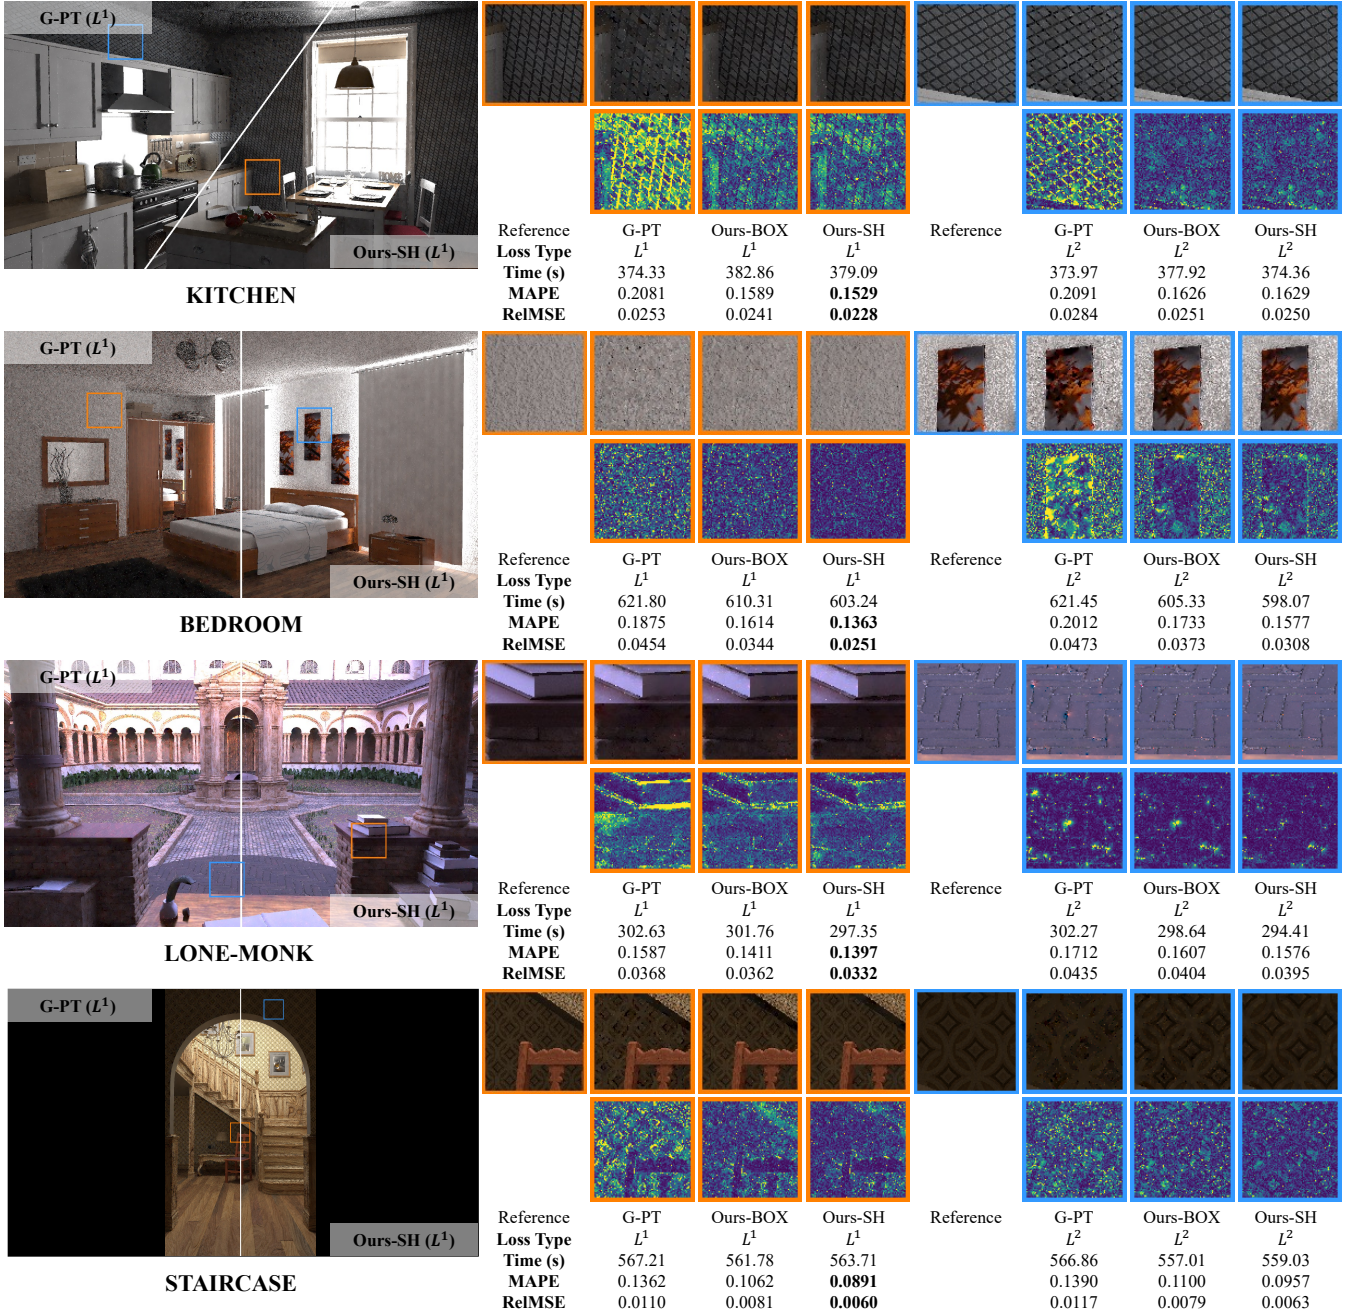 G-PT (L¹)
Ours-SH (L¹)
KITCHEN
Reference G-PT Ours-BOX Ours-SH Reference G-PT Ours-BOX Ours-SH
Loss Type L¹ L¹ L¹ L² L² L²
Time (s) 374.33 382.86 379.09 373.97 377.92 374.36
MAPE 0.2081 0.1589 0.1529 0.2091 0.1626 0.1629
RelMSE 0.0253 0.0241 0.0228 0.0284 0.0251 0.0250
G-PT (L¹)
Ours-SH (L¹)
BEDROOM
Reference G-PT Ours-BOX Ours-SH Reference G-PT Ours-BOX Ours-SH
Loss Type L¹ L¹ L¹ L² L² L²
Time (s) 621.80 610.31 603.24 621.45 605.33 598.07
MAPE 0.1875 0.1614 0.1363 0.2012 0.1733 0.1577
RelMSE 0.0454 0.0344 0.0251 0.0473 0.0373 0.0308
G-PT (L¹)
Ours-SH (L¹)
LONE-MONK
Reference G-PT Ours-BOX Ours-SH Reference G-PT Ours-BOX Ours-SH
Loss Type L¹ L¹ L¹ L² L² L²
Time (s) 302.63 301.76 297.35 302.27 298.64 294.41
MAPE 0.1587 0.1411 0.1397 0.1712 0.1607 0.1576
RelMSE 0.0368 0.0362 0.0332 0.0435 0.0404 0.0395
G-PT (L¹)
Ours-SH (L¹)
STAIRCASE
Reference G-PT Ours-BOX Ours-SH Reference G-PT Ours-BOX Ours-SH
Loss Type L¹ L¹ L¹ L² L² L²
Time (s) 567.21 561.78 563.71 566.86 557.01 559.03
MAPE 0.1362 0.1062 0.0891 0.1390 0.1100 0.0957
RelMSE 0.0110 0.0081 0.0060 0.0117 0.0079 0.0063